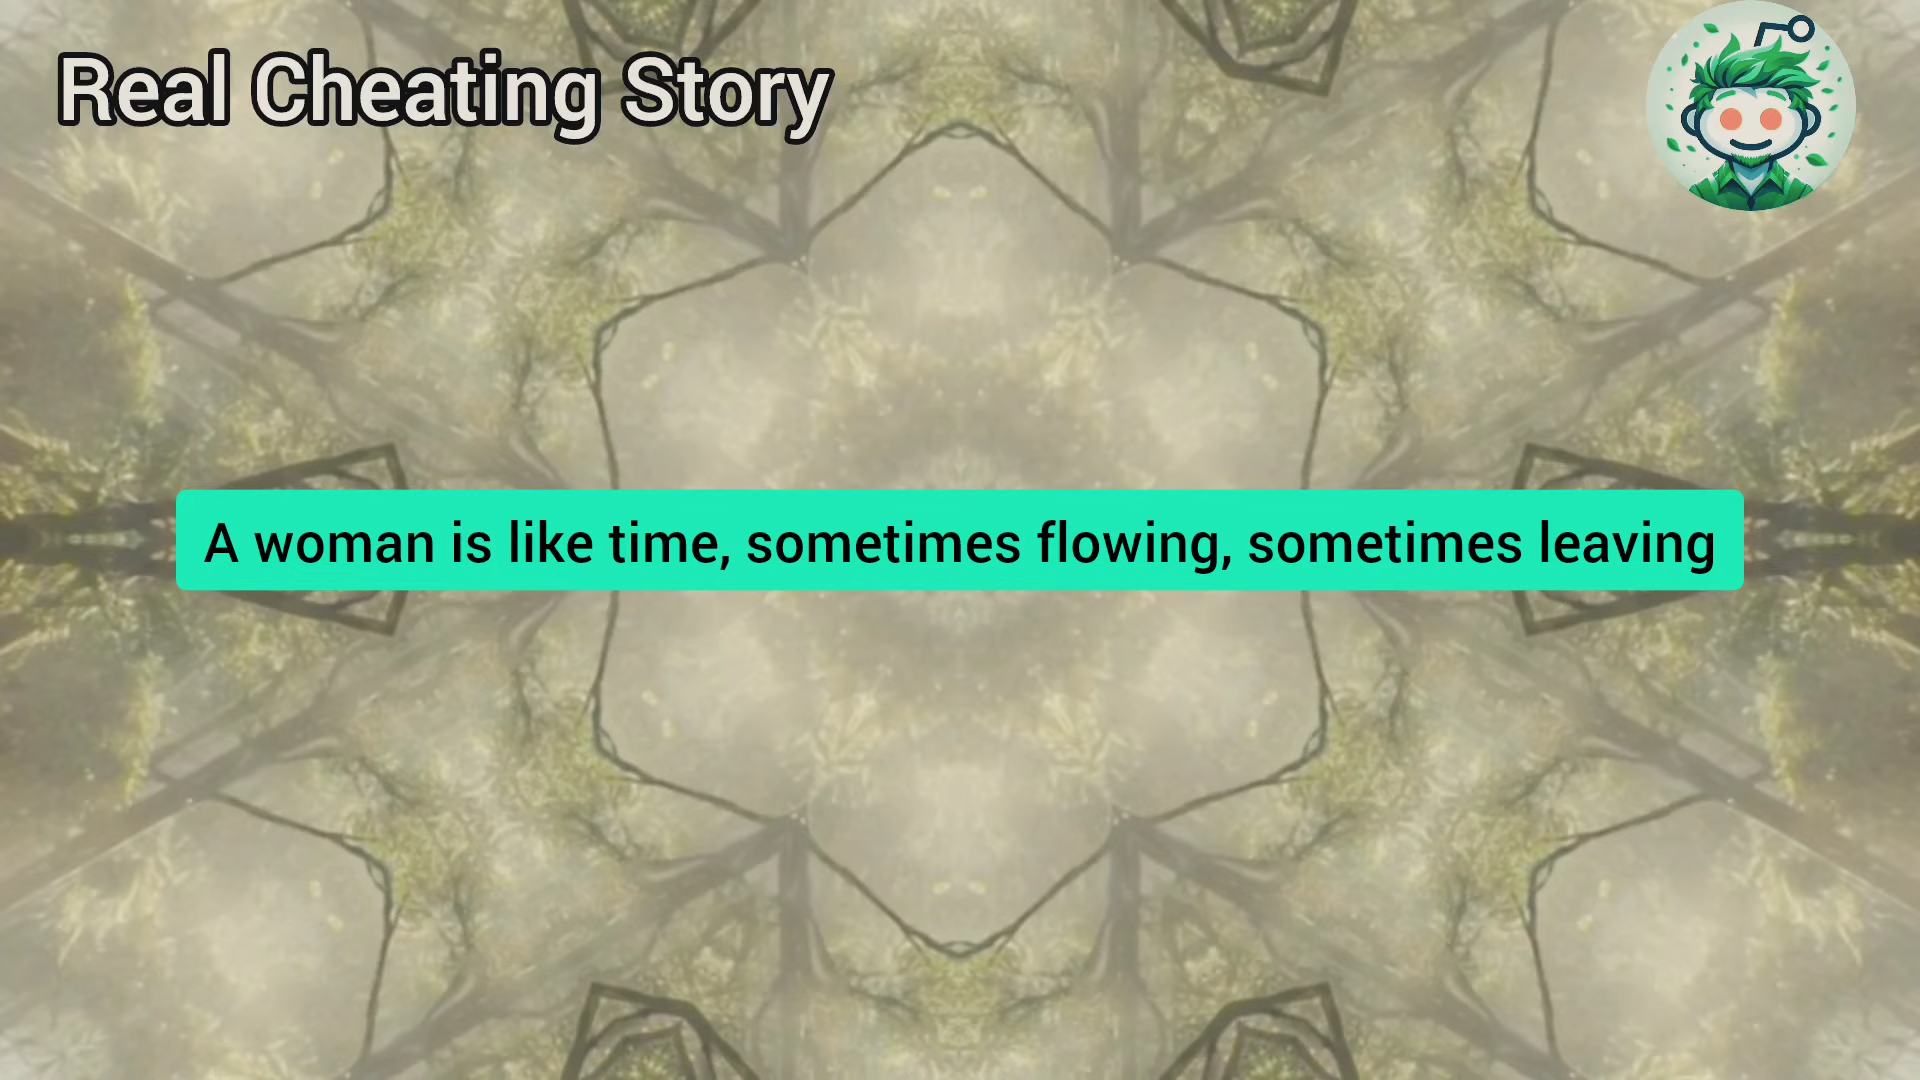 Real Cheating Story
A woman is like time, sometimes flowing, sometimes leaving